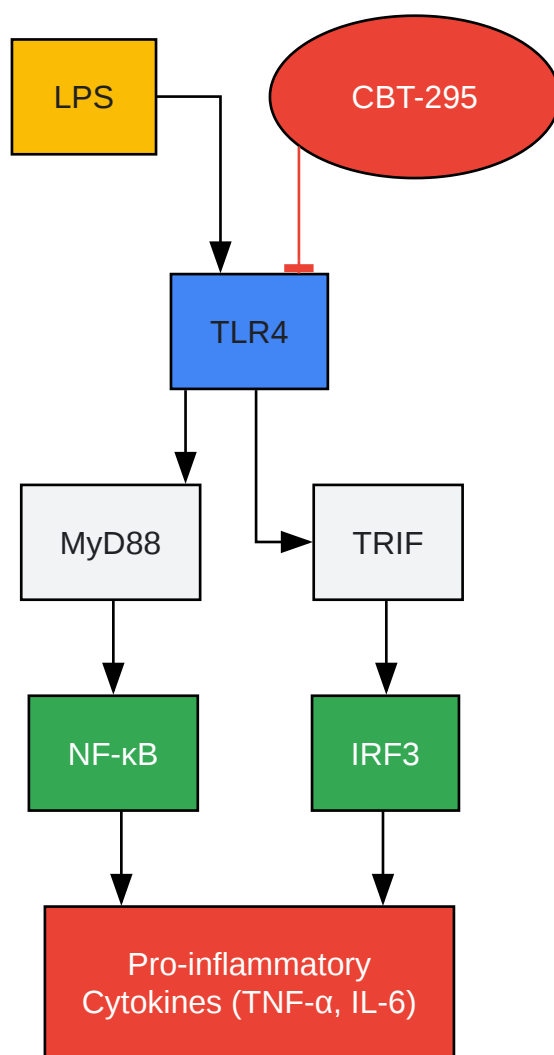 LPS
CBT-295
TLR4
MyD88
TRIF
NF-κB
IRF3
Pro-inflammatory
Cytokines (TNF-α, IL-6)